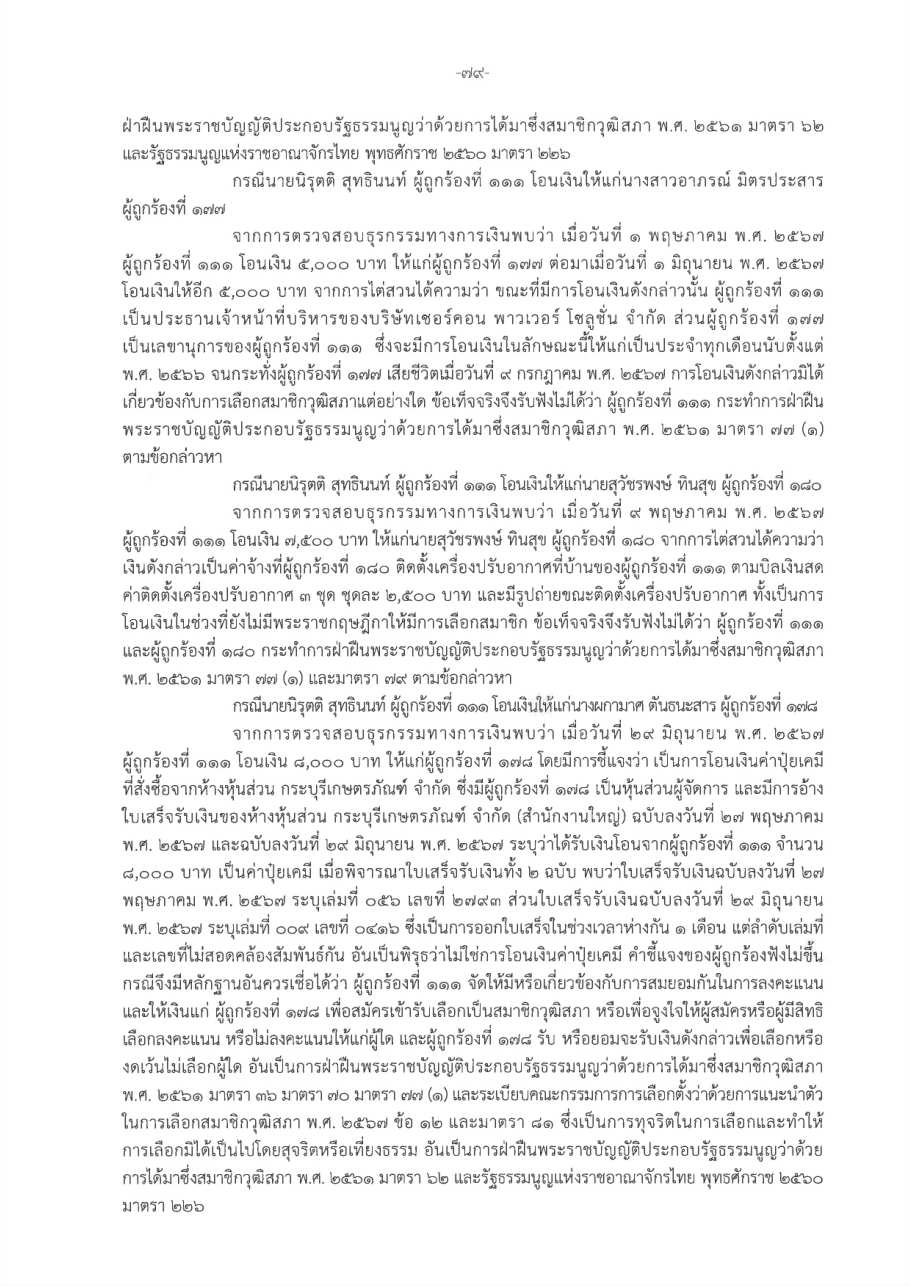 -๗๙-
ฝ่าฝืนพระราชบัญญัติประกอบรัฐธรรมนูญว่าด้วยการได้มาซึ่งสมาชิกวุฒิสภา พ.ศ. ๒๕๖๑ มาตรา ๖๒
และรัฐธรรมนูญแห่งราชอาณาจักรไทย พุทธศักราช ๒๕๖๐ มาตรา ๒๒๖
กรณีนายนิรุตติ สุทธินนท์ ผู้ถูกร้องที่ ๑๑๑ โอนเงินให้แก่นางสาวอาภรณ์ มิตรประสาร
ผู้ถูกร้องที่ ๑๗๗
จากการตรวจสอบธุรกรรมทางการเงินพบว่า เมื่อวันที่ ๑ พฤษภาคม พ.ศ. ๒๕๖๗
ผู้ถูกร้องที่ ๑๑๑ โอนเงิน ๕,๐๐๐ บาท ให้แก่ผู้ถูกร้องที่ ๑๗๗ ต่อมาเมื่อวันที่ ๑ มิถุนายน พ.ศ. ๒๕๖๗
โอนเงินให้อีก ๕,๐๐๐ บาท จากการไต่สวนได้ความว่า ขณะที่มีการโอนเงินดังกล่าวนั้น ผู้ถูกร้องที่ ๑๑๑
เป็นประธานเจ้าหน้าที่บริหารของบริษัทเชอร์คอน พาวเวอร์ โซลูชั่น จำกัด ส่วนผู้ถูกร้องที่ ๑๗๗
เป็นเลขานุการของผู้ถูกร้องที่ ๑๑๑ ซึ่งจะมีการโอนเงินในลักษณะนี้ให้แก่เป็นประจำทุกเดือนนับตั้งแต่
พ.ศ. ๒๕๖๖ จนกระทั่งผู้ถูกร้องที่ ๑๗๗ เสียชีวิตเมื่อวันที่ ๙ กรกฎาคม พ.ศ. ๒๕๖๗ การโอนเงินดังกล่าวมิได้
เกี่ยวข้องกับการเลือกสมาชิกวุฒิสภาแต่อย่างใด ข้อเท็จจริงจึงรับฟังไม่ได้ว่า ผู้ถูกร้องที่ ๑๑๑ กระทำการฝ่าฝืน
พระราชบัญญัติประกอบรัฐธรรมนูญว่าด้วยการได้มาซึ่งสมาชิกวุฒิสภา พ.ศ. ๒๕๖๑ มาตรา ๗๗ (๑)
ตามข้อกล่าวหา
กรณีนายนิรุตติ สุทธินนท์ ผู้ถูกร้องที่ ๑๑๑ โอนเงินให้แก่นายสุวัชรพงษ์ ทินสุข ผู้ถูกร้องที่ ๑๘๐
จากการตรวจสอบธุรกรรมทางการเงินพบว่า เมื่อวันที่ ๙ พฤษภาคม พ.ศ. ๒๕๖๗
ผู้ถูกร้องที่ ๑๑๑ โอนเงิน ๗,๕๐๐ บาท ให้แก่นายสุวัชรพงษ์ ทินสุข ผู้ถูกร้องที่ ๑๘๐ จากการไต่สวนได้ความว่า
เงินดังกล่าวเป็นค่าจ้างที่ผู้ถูกร้องที่ ๑๘๐ ติดตั้งเครื่องปรับอากาศที่บ้านของผู้ถูกร้องที่ ๑๑๑ ตามบิลเงินสด
ค่าติดตั้งเครื่องปรับอากาศ ๓ ชุด ชุดละ ๒,๕๐๐ บาท และมีรูปถ่ายขณะติดตั้งเครื่องปรับอากาศ ทั้งเป็นการ
โอนเงินในช่วงที่ยังไม่มีพระราชกฤษฎีกาให้มีการเลือกสมาชิก ข้อเท็จจริงจึงรับฟังไม่ได้ว่า ผู้ถูกร้องที่ ๑๑๑
และผู้ถูกร้องที่ ๑๘๐ กระทำการฝ่าฝืนพระราชบัญญัติประกอบรัฐธรรมนูญว่าด้วยการได้มาซึ่งสมาชิกวุฒิสภา
พ.ศ. ๒๕๖๑ มาตรา ๗๗ (๑) และมาตรา ๗๙ ตามข้อกล่าวหา
กรณีนายนิรุตติ สุทธินนท์ ผู้ถูกร้องที่ ๑๑๑ โอนเงินให้แก่นางผกามาศ ตันธนะสาร ผู้ถูกร้องที่ ๑๗๘
จากการตรวจสอบธุรกรรมทางการเงินพบว่า เมื่อวันที่ ๒๙ มิถุนายน พ.ศ. ๒๕๖๗
ผู้ถูกร้องที่ ๑๑๑ โอนเงิน ๘,๐๐๐ บาท ให้แก่ผู้ถูกร้องที่ ๑๗๘ โดยมีการชี้แจงว่า เป็นการโอนเงินค่าปุ๋ยเคมี
ที่สั่งซื้อจากห้างหุ้นส่วน กระบุรีเกษตรภัณฑ์ จำกัด ซึ่งมีผู้ถูกร้องที่ ๑๗๘ เป็นหุ้นส่วนผู้จัดการ และมีการอ้าง
ใบเสร็จรับเงินของห้างหุ้นส่วน กระบุรีเกษตรภัณฑ์ จำกัด (สำนักงานใหญ่) ฉบับลงวันที่ ๒๗ พฤษภาคม
พ.ศ. ๒๕๖๗ และฉบับลงวันที่ ๒๙ มิถุนายน พ.ศ. ๒๕๖๗ ระบุว่าได้รับเงินโอนจากผู้ถูกร้องที่ ๑๑๑ จำนวน
๘,๐๐๐ บาท เป็นค่าปุ๋ยเคมี เมื่อพิจารณาใบเสร็จรับเงินทั้ง ๒ ฉบับ พบว่าใบเสร็จรับเงินฉบับลงวันที่ ๒๗
พฤษภาคม พ.ศ. ๒๕๖๗ ระบุเล่มที่ ๐๕๖ เลขที่ ๒๗๙๓ ส่วนใบเสร็จรับเงินฉบับลงวันที่ ๒๙ มิถุนายน
พ.ศ. ๒๕๖๗ ระบุเล่มที่ ๐๐๙ เลขที่ ๐๔๑๖ ซึ่งเป็นการออกใบเสร็จในช่วงเวลาห่างกัน ๑ เดือน แต่ลำดับเล่มที่
และเลขที่ไม่สอดคล้องสัมพันธ์กัน อันเป็นพิรุธว่าไม่ใช่การโอนเงินค่าปุ๋ยเคมี คำชี้แจงของผู้ถูกร้องฟังไม่ขึ้น
กรณีจึงมีหลักฐานอันควรเชื่อได้ว่า ผู้ถูกร้องที่ ๑๑๑ จัดให้มีหรือเกี่ยวข้องกับการสมยอมกันในการลงคะแนน
และให้เงินแก่ ผู้ถูกร้องที่ ๑๗๘ เพื่อสมัครเข้ารับเลือกเป็นสมาชิกวุฒิสภา หรือเพื่อจูงใจให้ผู้สมัครหรือผู้มีสิทธิ
เลือกลงคะแนน หรือไม่ลงคะแนนให้แก่ผู้ใด และผู้ถูกร้องที่ ๑๗๘ รับ หรือยอมจะรับเงินดังกล่าวเพื่อเลือกหรือ
งดเว้นไม่เลือกผู้ใด อันเป็นการฝ่าฝืนพระราชบัญญัติประกอบรัฐธรรมนูญว่าด้วยการได้มาซึ่งสมาชิกวุฒิสภา
พ.ศ. ๒๕๖๑ มาตรา ๓๖ มาตรา ๗๐ มาตรา ๗๗ (๑) และระเบียบคณะกรรมการการเลือกตั้งว่าด้วยการแนะนำตัว
ในการเลือกสมาชิกวุฒิสภา พ.ศ. ๒๕๖๗ ข้อ ๑๒ และมาตรา ๘๑ ซึ่งเป็นการทุจริตในการเลือกและทำให้
การเลือกมิได้เป็นไปโดยสุจริตหรือเที่ยงธรรม อันเป็นการฝ่าฝืนพระราชบัญญัติประกอบรัฐธรรมนูญว่าด้วย
การได้มาซึ่งสมาชิกวุฒิสภา พ.ศ. ๒๕๖๑ มาตรา ๖๒ และรัฐธรรมนูญแห่งราชอาณาจักรไทย พุทธศักราช ๒๕๖๐
มาตรา ๒๒๖